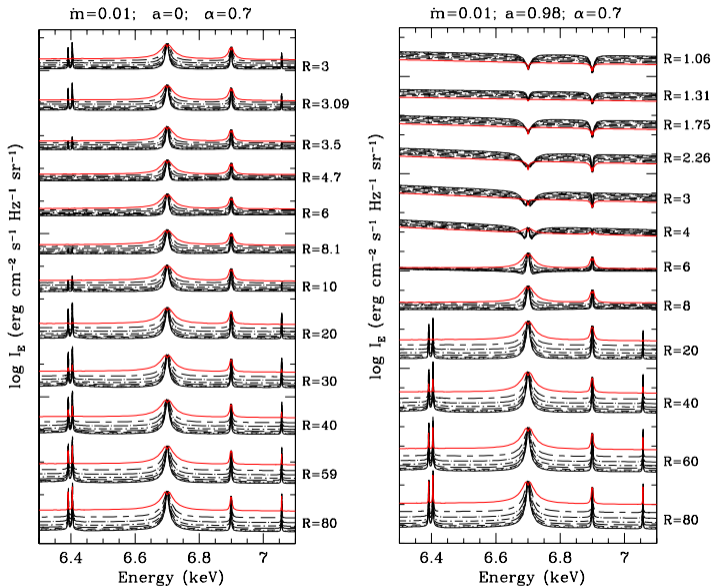 ṁ=0.01; a=0; α=0.7
log I_E (erg cm⁻² s⁻¹ Hz⁻¹ sr⁻¹)
R=3
R=3.09
R=3.5
R=4.7
R=6
R=8.1
R=10
R=20
R=30
R=40
R=59
R=80
6.4 6.6 6.8 7
Energy (keV)
ṁ=0.01; a=0.98; α=0.7
log I_E (erg cm⁻² s⁻¹ Hz⁻¹ sr⁻¹)
R=1.06
R=1.31
R=1.75
R=2.26
R=3
R=4
R=6
R=8
R=20
R=40
R=60
R=80
6.4 6.6 6.8 7
Energy (keV)